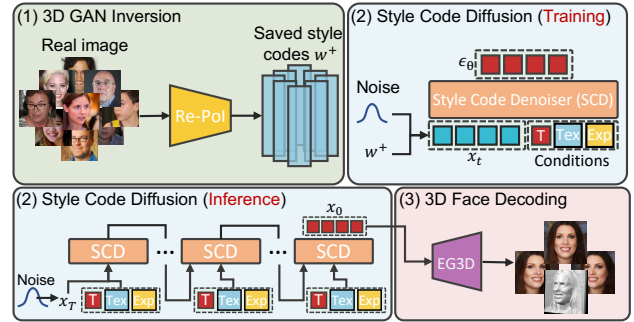 (1) 3D GAN Inversion
Real image
Saved style
codes w⁺
Re-PoI
(2) Style Code Diffusion (Training)
ϵθ
Noise
Style Code Denoiser (SCD)
w⁺
T Tex Exp
xt
Conditions
(2) Style Code Diffusion (Inference)
x0
SCD ... SCD ... SCD
Noise
xT
T Tex Exp T Tex Exp T Tex Exp
(3) 3D Face Decoding
EG3D